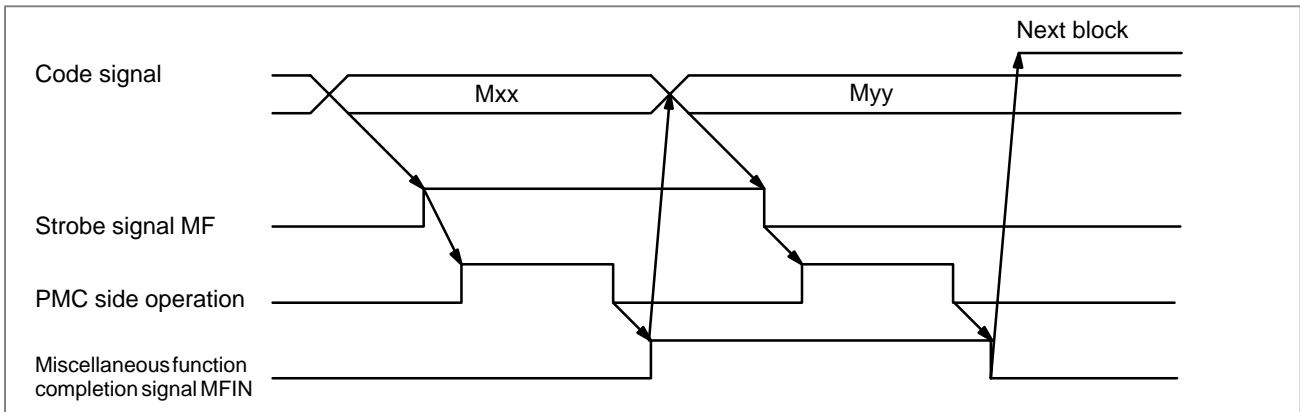 Next block
Code signal
Mxx
Myy
Strobe signal MF
PMC side operation
Miscellaneous function
completion signal MFIN